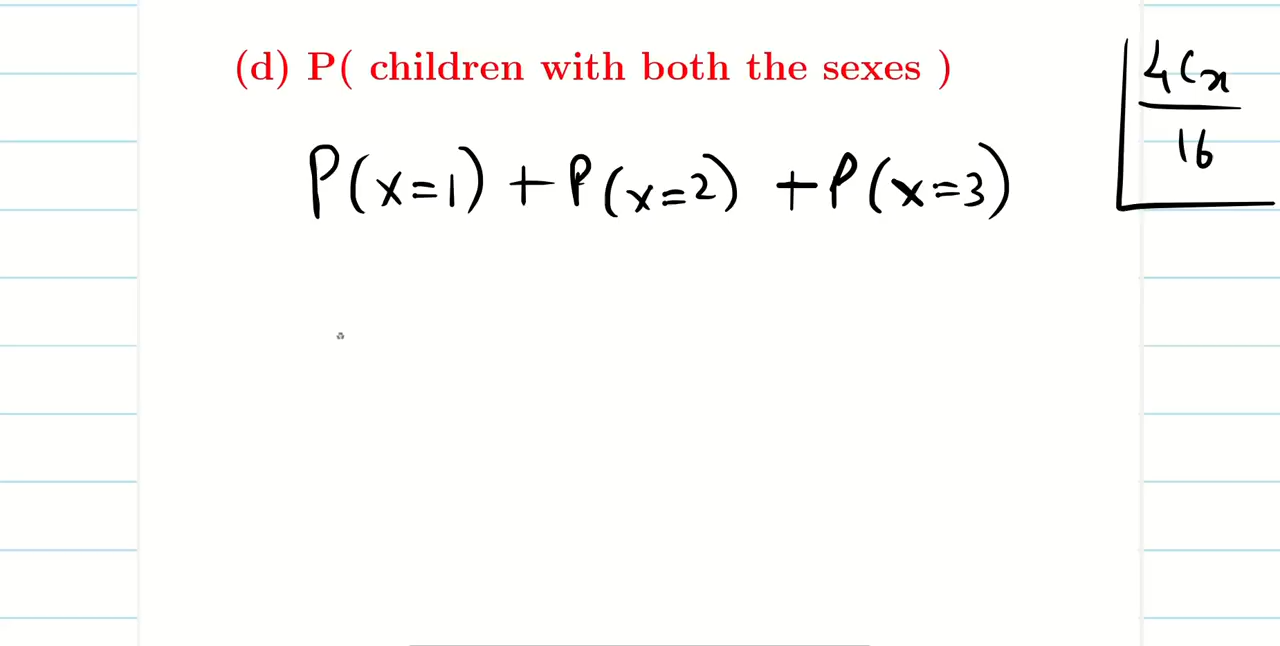 (d) P( children with both the sexes )
4Cx
16
P(x=1) + P(x=2) + P(x=3)